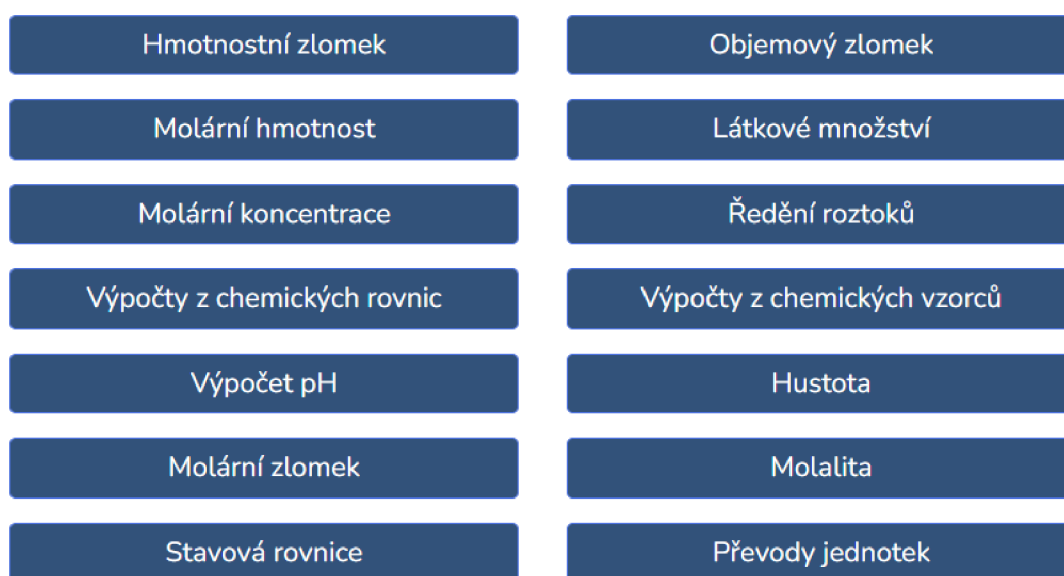 Hmotnostní zlomek
Objemový zlomek
Molární hmotnost
Látkové množství
Molární koncentrace
Ředění roztoků
Výpočty z chemických rovnic
Výpočty z chemických vzorců
Výpočet pH
Hustota
Molární zlomek
Molalita
Stavová rovnice
Převody jednotek